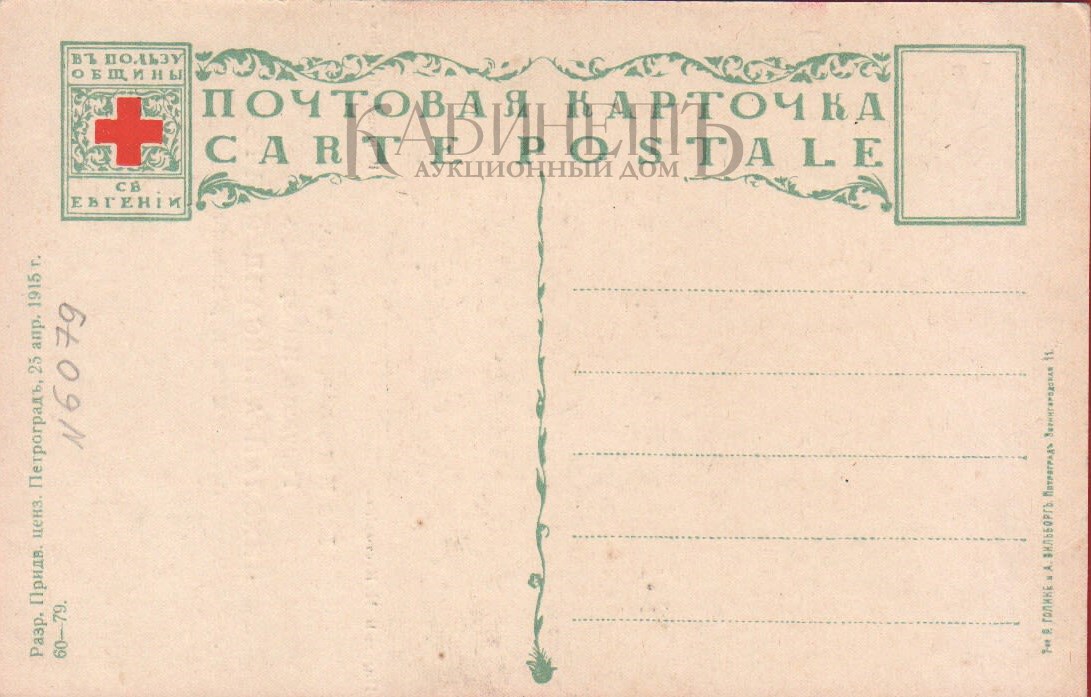 ВЪ ПОЛЬЗУ
ОБЩИНЫ
СВ
ЕВГЕНІИ
ПОЧТОВАЯ КАРТОЧКА
CARTE POSTALE
КАБИНЕТЪ
АУКЦИОННЫЙ ДОМ
Разр. Придв. ценз. Петроградъ, 25 апр. 1915 г.
60—79.
N6079
Т-во Р. ГОЛИКЕ и А. ВИЛЬБОРГЪ. Петроградъ Звенигородская 11.